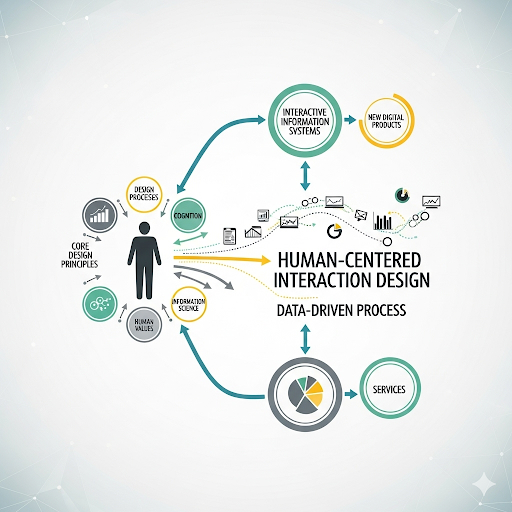 INTERACTIVE
INFORMATION
SYSTEMS
NEW DIGITAL
PRODUCTS
DESIGN
PROCESES
COGNITION
CORE
DESIGN
PRINCIPLES
HUMAN-CENTERED
INTERACTION DESIGN
INFORMATION
SCIENCE
DATA-DRIVEN PROCESS
HUMAN
VALUES
SERVICES